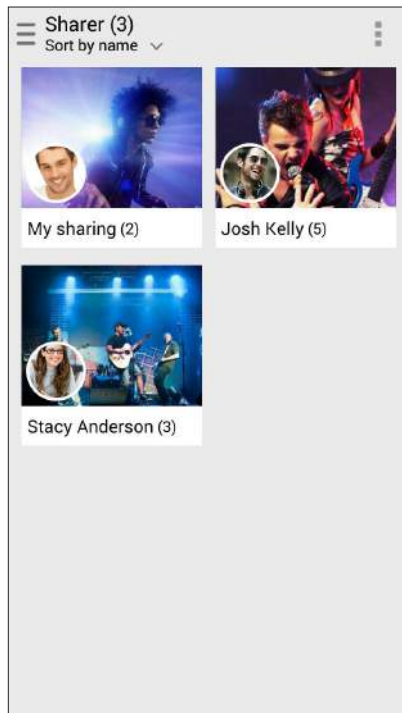 Sharer (3)
Sort by name
My sharing (2)
Josh Kelly (5)
Stacy Anderson (3)